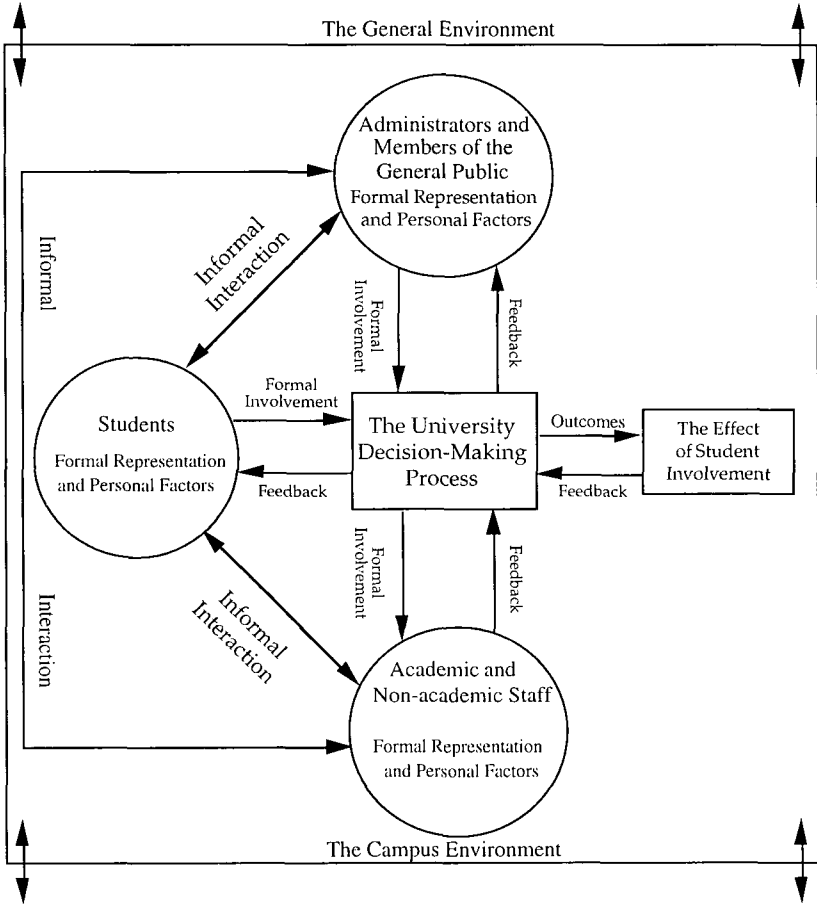 The General Environment
Administrators and
Members of the
General Public
Formal Representation
and Personal Factors
Informal
Informal
Interaction
Formal
Involvement
Feedback
Students
Formal Representation
and Personal Factors
Formal
Involvement
Feedback
The University
Decision-Making
Process
Outcomes
Feedback
The Effect
of Student
Involvement
Formal
Involvement
Feedback
Interaction
Informal
Interaction
Academic and
Non-academic Staff
Formal Representation
and Personal Factors
The Campus Environment